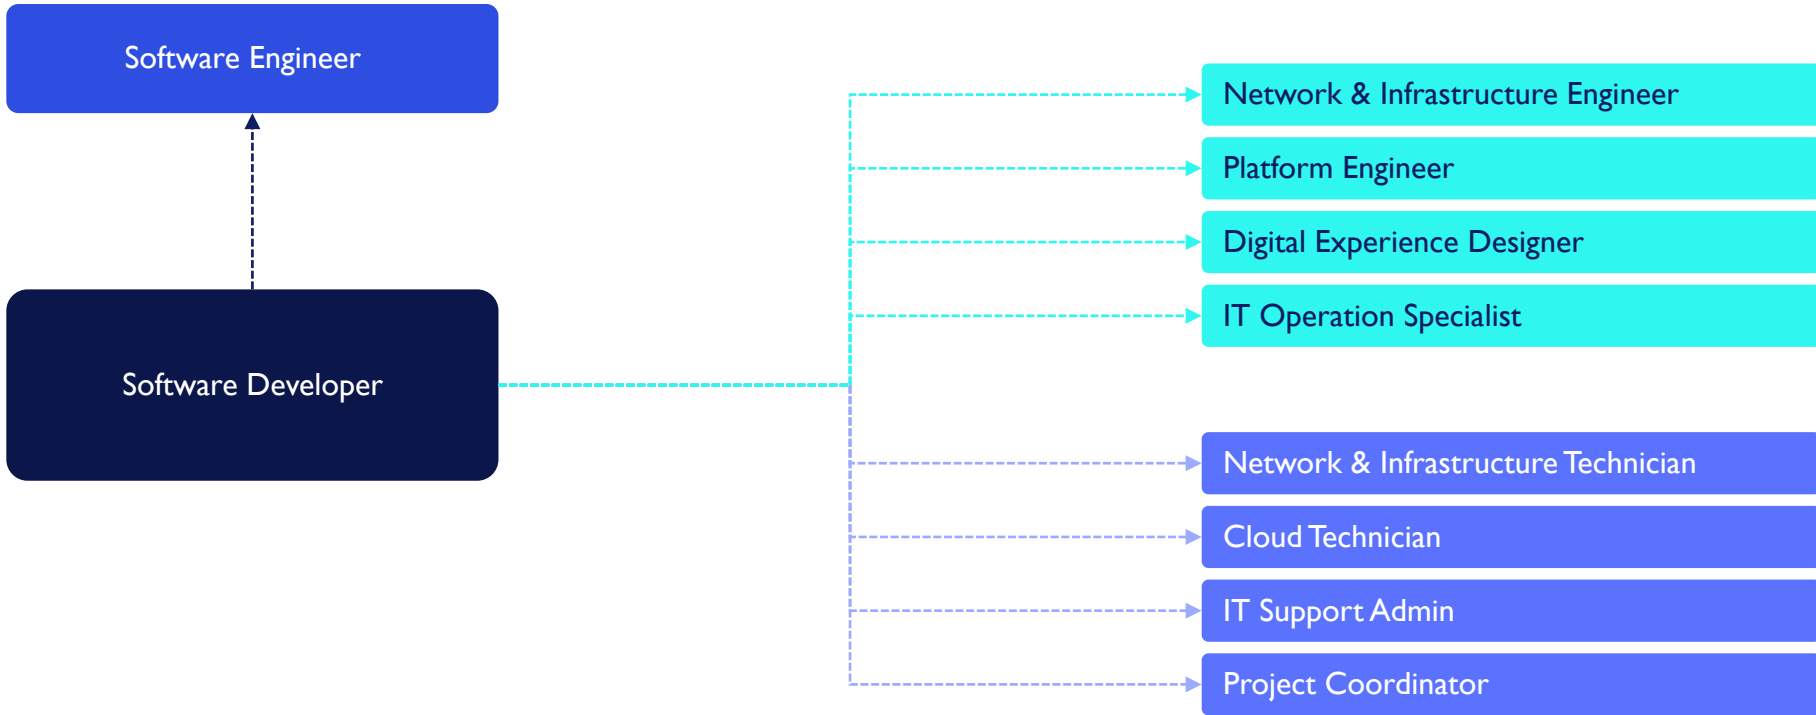 Software Engineer
Software Developer
Network & Infrastructure Engineer
Platform Engineer
Digital Experience Designer
IT Operation Specialist
Network & Infrastructure Technician
Cloud Technician
IT Support Admin
Project Coordinator